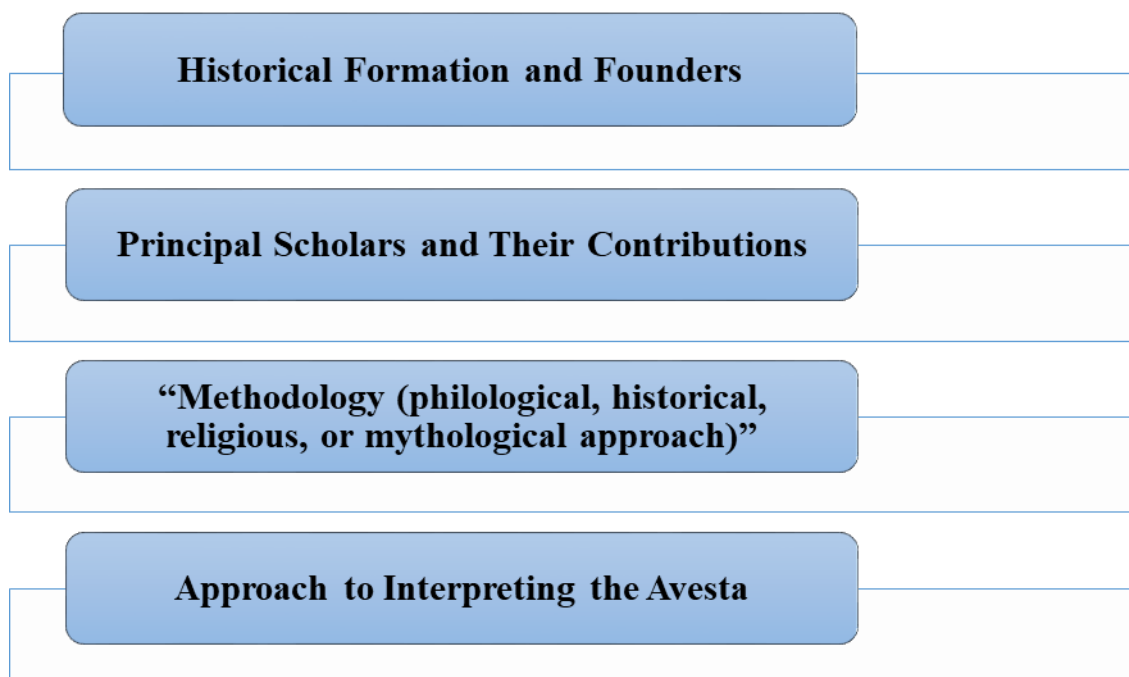 Historical Formation and Founders
Principal Scholars and Their Contributions
“Methodology (philological, historical,
religious, or mythological approach)”
Approach to Interpreting the Avesta